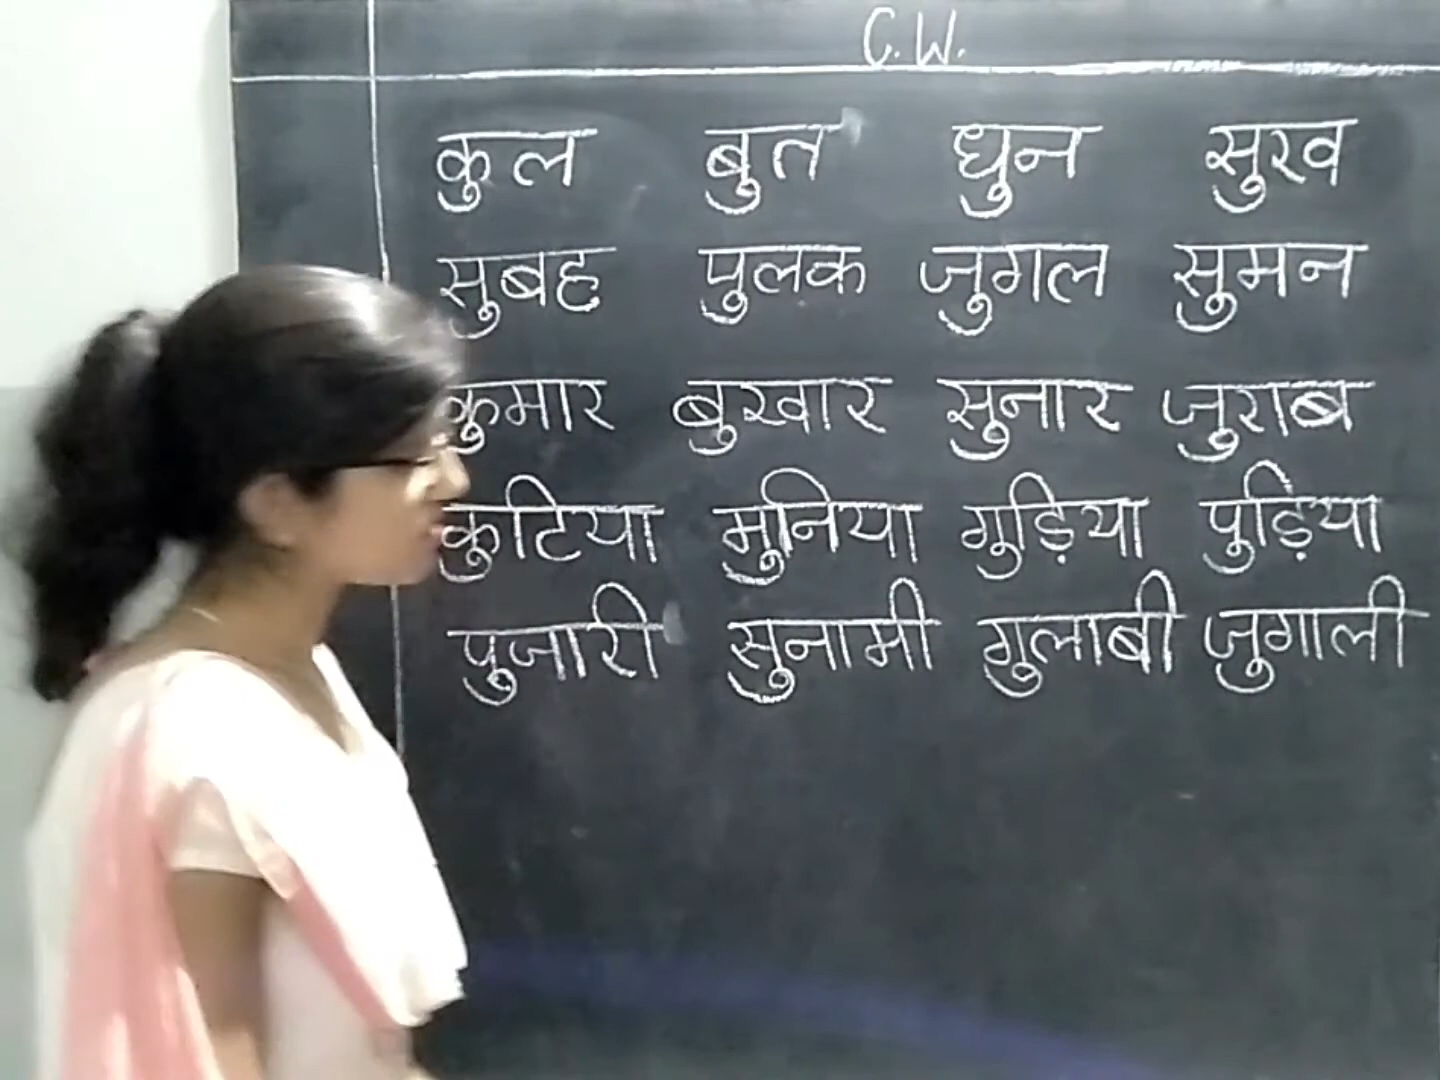 C.W.
कुल बुत धुन सुख
सुबह पुलक जुगल सुमन
कुमार बुखार सुनार जुराब
कुटिया मुनिया गुड़िया पुड़िया
पुजारी सुनामी गुलाबी जुगाली